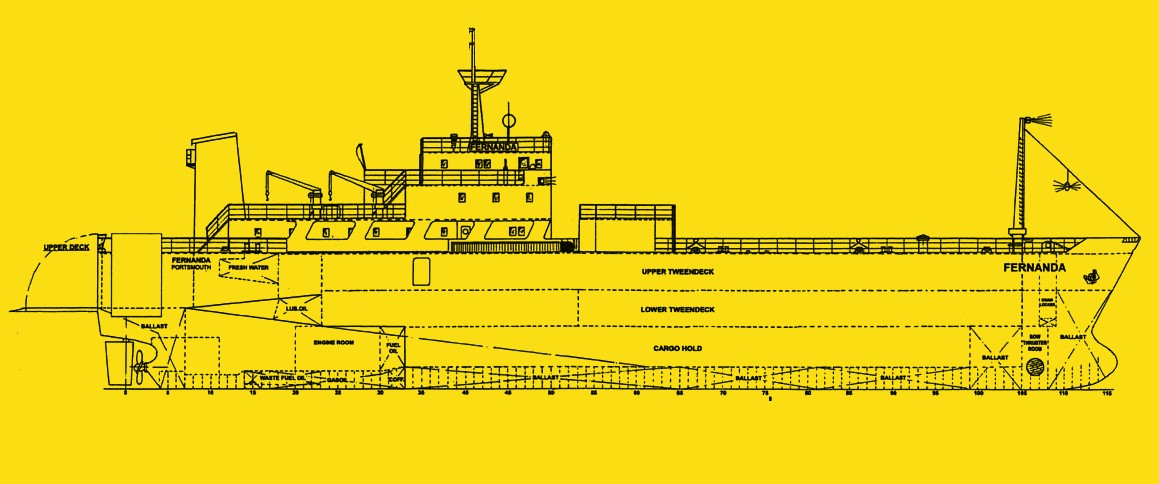 FERNANDA
UPPER DECK
FERNANDA
PORTSMOUTH
FRESH WATER
UPPER TWEENDECK
FERNANDA
LUB.OIL
LOWER TWEENDECK
CHAIN
LOCKER
BALLAST
ENGINE ROOM
FUEL
OIL
CARGO HOLD
BALLAST
BOW
THRUSTER
ROOM
BALLAST
WASTE FUEL OIL
GASOIL
COFF.
BALLAST
BALLAST
BALLAST
0 5 10 15 20 25 30 35 40 45 50 55 60 65 70 75 80 85 90 95 100 105 110 115